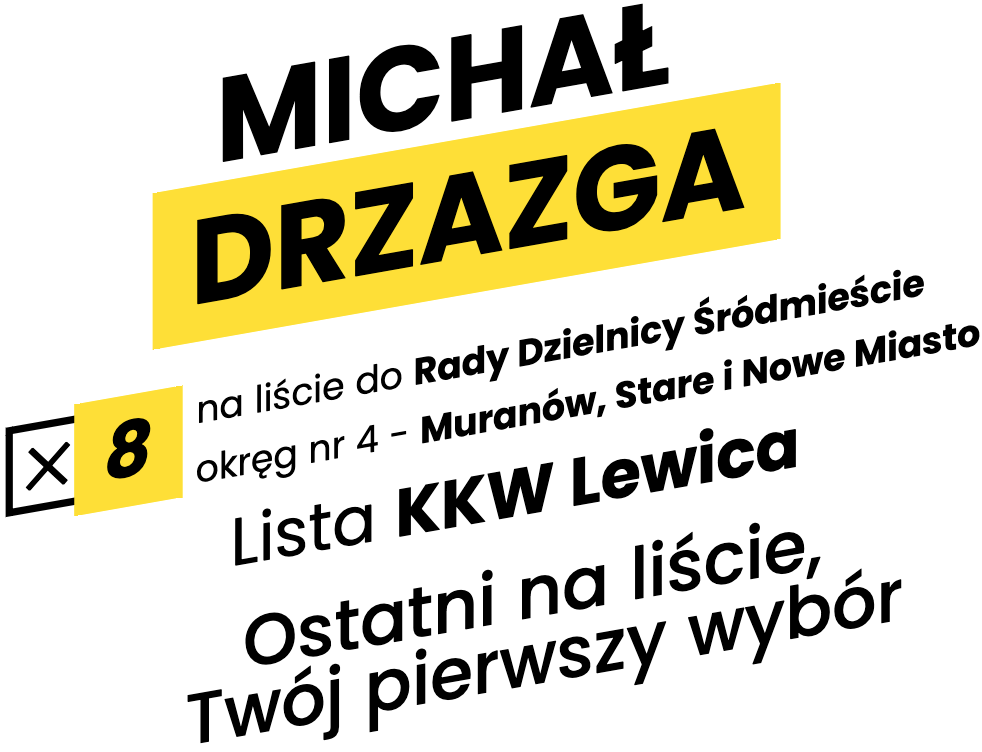 MICHAŁ
DRZAZGA
8
na liście do Rady Dzielnicy Śródmieście
okręg nr 4 - Muranów, Stare i Nowe Miasto
Lista KKW Lewica
Ostatni na liście,
Twój pierwszy wybór